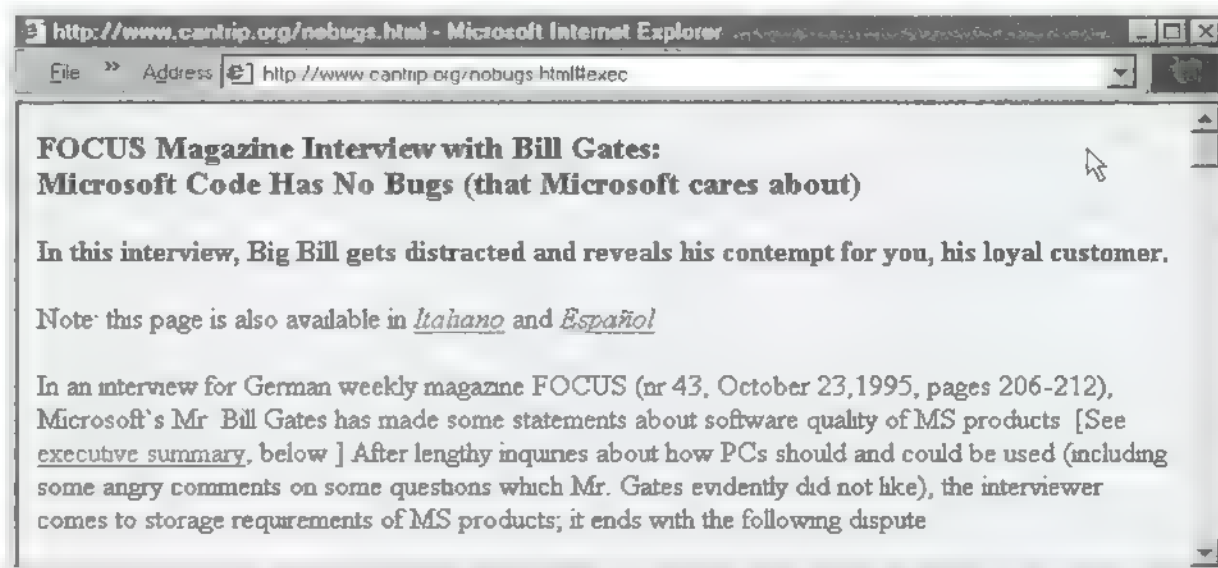 http://www.cantrip.org/nobugs.html - Microsoft Internet Explorer
File » Address http //www cantrip org/nobugs html#exec
FOCUS Magazine Interview with Bill Gates:
Microsoft Code Has No Bugs (that Microsoft cares about)
In this interview, Big Bill gets distracted and reveals his contempt for you, his loyal customer.
Note this page is also available in Italiano and Español
In an interview for German weekly magazine FOCUS (nr 43, October 23,1995, pages 206-212),
Microsoft's Mr Bill Gates has made some statements about software quality of MS products [See
executive summary, below ] After lengthy inquiries about how PCs should and could be used (including
some angry comments on some questions which Mr. Gates evidently did not like), the interviewer
comes to storage requirements of MS products; it ends with the following dispute